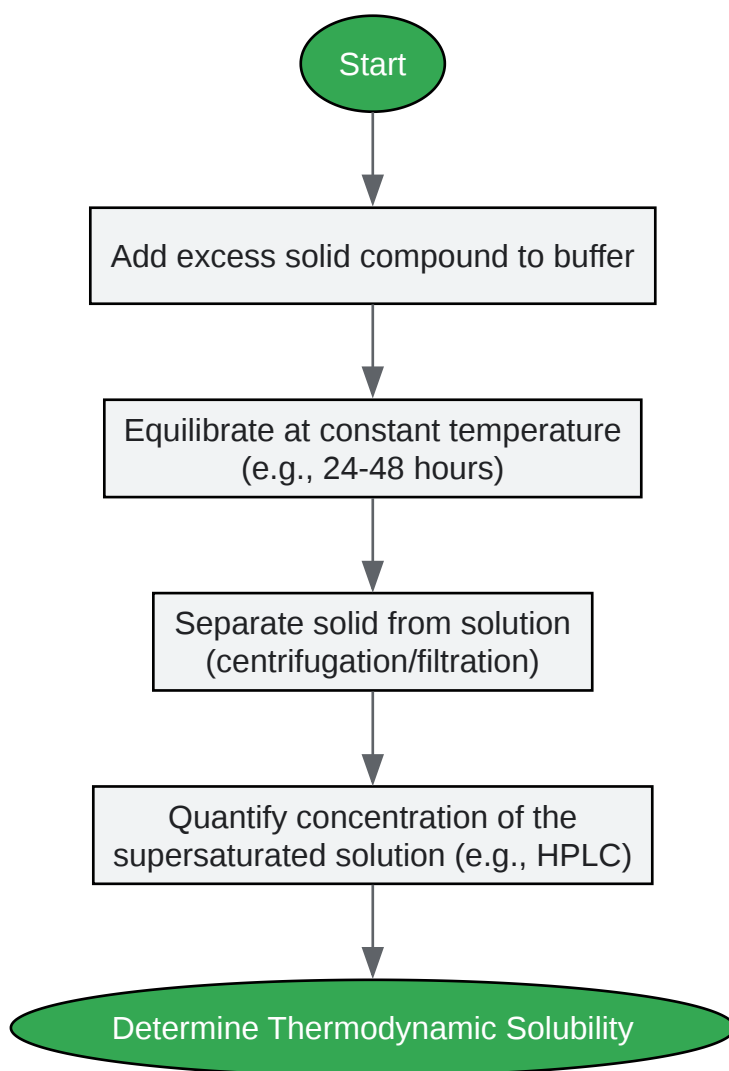 Start
Add excess solid compound to buffer
Equilibrate at constant temperature
(e.g., 24-48 hours)
Separate solid from solution
(centrifugation/filtration)
Quantify concentration of the
supersaturated solution (e.g., HPLC)
Determine Thermodynamic Solubility